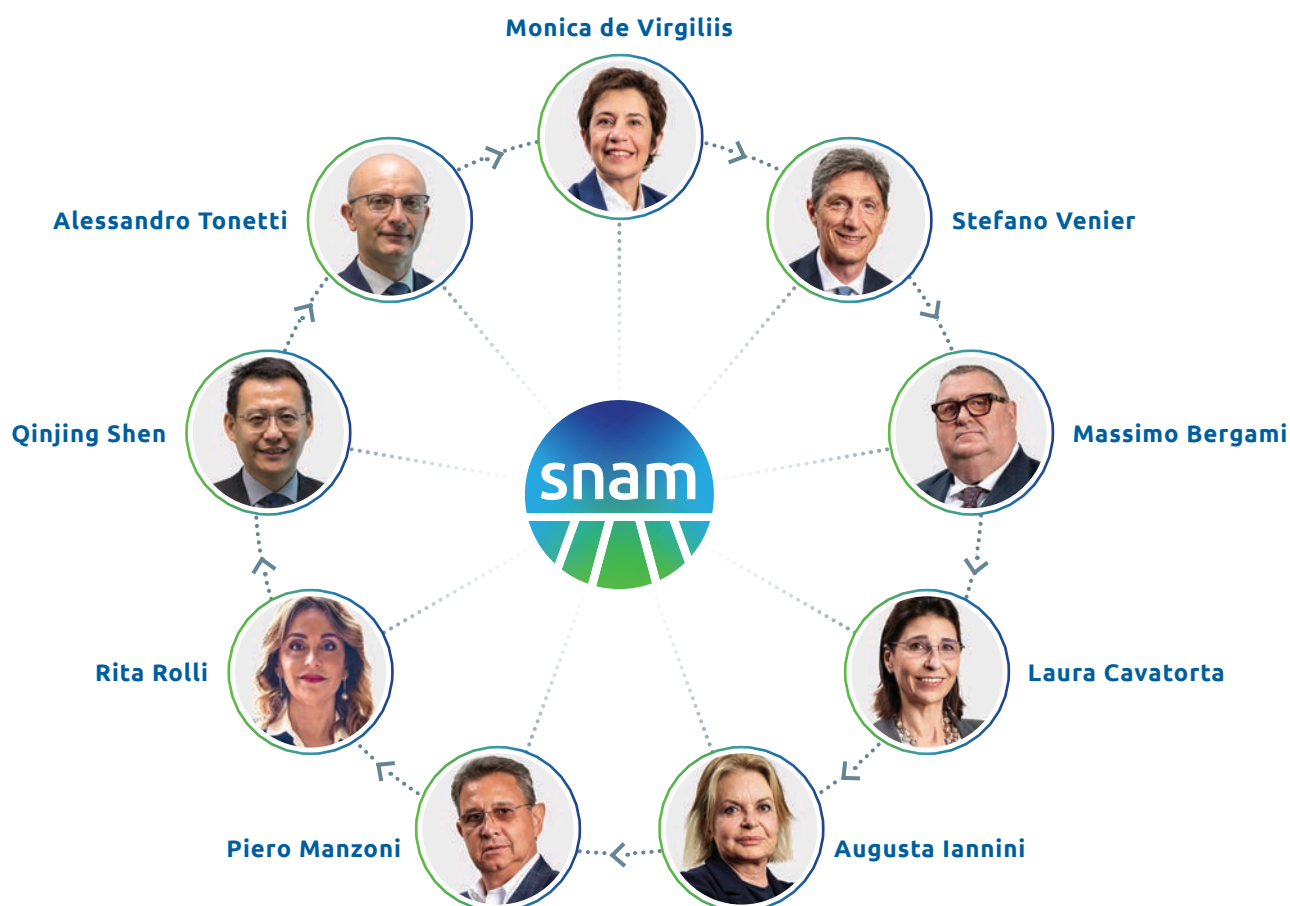 Monica de Virgiliis
Alessandro Tonetti
Stefano Venier
Qinjing Shen
Massimo Bergami
snam
Rita Rolli
Laura Cavatorta
Piero Manzoni
Augusta Iannini